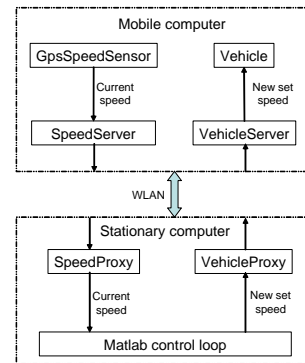 Mobile computer
GpsSpeedSensor
Vehicle
Current
speed
New set
speed
SpeedServer
VehicleServer
WLAN
Stationary computer
SpeedProxy
VehicleProxy
Current
speed
New set
speed
Matlab control loop